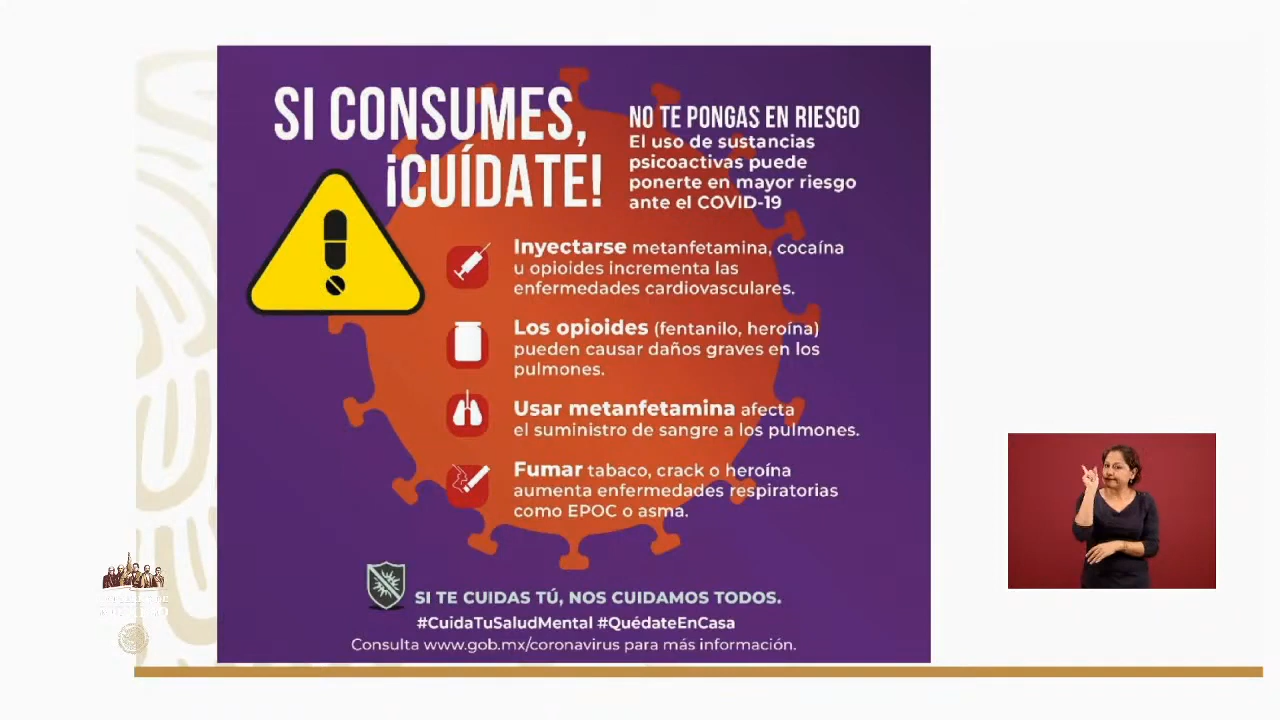 SI CONSUMES,
¡CUÍDATE!
NO TE PONGAS EN RIESGO
El uso de sustancias
psicoactivas puede
ponerte en mayor riesgo
ante el COVID-19
Inyectarse metanfetamina, cocaína
u opioides incrementa las
enfermedades cardiovasculares.
Los opioides (fentanilo, heroína)
pueden causar daños graves en los
pulmones.
Usar metanfetamina afecta
el suministro de sangre a los pulmones.
Fumar tabaco, crack o heroína
aumenta enfermedades respiratorias
como EPOC o asma.
SI TE CUIDAS TÚ, NOS CUIDAMOS TODOS.
#CuidaTuSaludMental #QuédateEnCasa
Consulta www.gob.mx/coronavirus para más información.